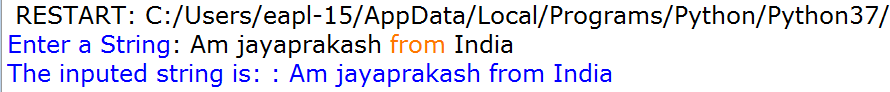 RESTART: C:/Users/eapl-15/AppData/Local/Programs/Python/Python37/
Enter a String: Am jayaprakash from India
The inputed string is: : Am jayaprakash from India